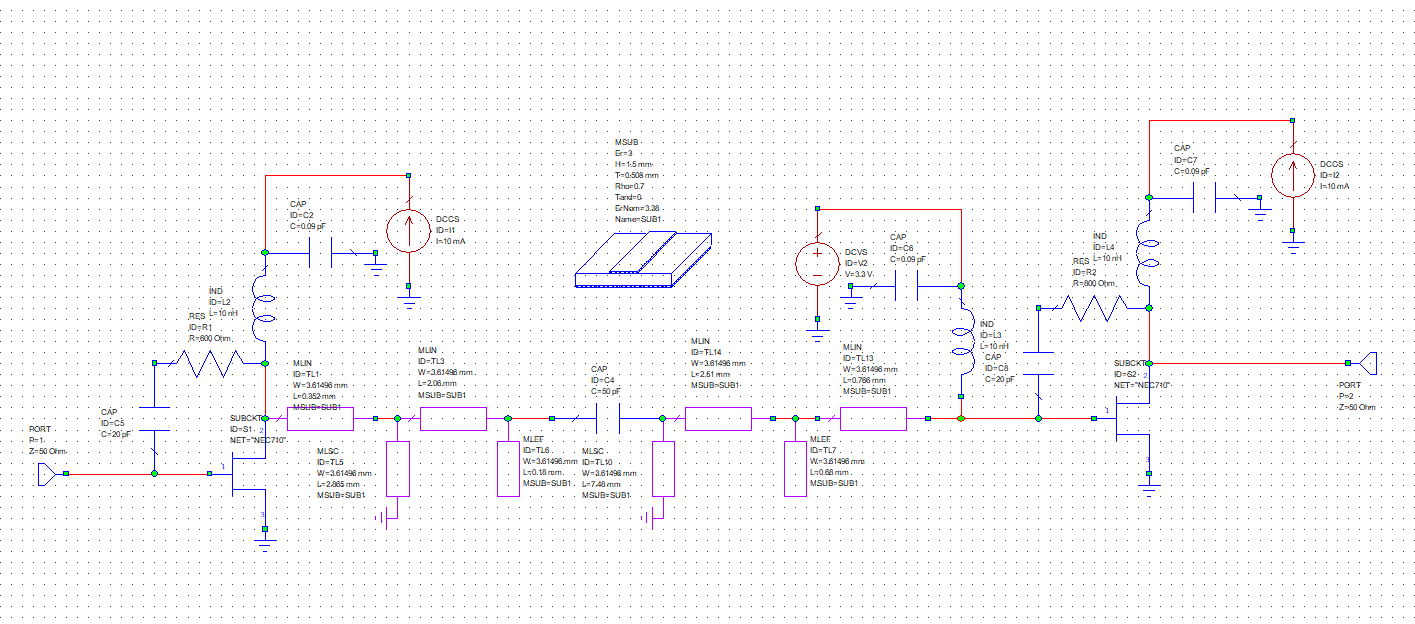 MSUB
Er=3
H=1.5 mm
T=0.508 mm
Rho=0.7
Tand=0
ErNom=3.38
Name=SUB1
CAP
ID=C7
C=0.09 pF
DCCS
ID=I2
I=10 mA
CAP
ID=C2
C=0.09 pF
DCCS
ID=I1
I=10 mA
DCVS
ID=V2
V=3.3 V
CAP
ID=C6
C=0.09 pF
IND
ID=L4
L=10 nH
RES
ID=R2
R=800 Ohm
IND
ID=L2
L=10 nH
RES
ID=R1
R=600 Ohm
IND
ID=L3
L=10 nH
CAP
ID=C8
C=20 pF
MLIN
ID=TL1
W=3.61496 mm
L=0.352 mm
MSUB=SUB1
MLIN
ID=TL3
W=3.61496 mm
L=2.06 mm
MSUB=SUB1
CAP
ID=C4
C=50 pF
MLIN
ID=TL14
W=3.61496 mm
L=2.51 mm
MSUB=SUB1
MLIN
ID=TL13
W=3.61496 mm
L=0.766 mm
MSUB=SUB1
SUBCKT
ID=S2
NET="NEC710"
2
1
3
PORT
P=2
Z=50 Ohm
CAP
ID=C5
C=20 pF
SUBCKT
ID=S1
NET="NEC710"
2
1
3
PORT
P=1
Z=50 Ohm
MLSC
ID=TL5
W=3.61496 mm
L=2.865 mm
MSUB=SUB1
MLEF
ID=TL6
W=3.61496 mm
L=0.18 mm
MSUB=SUB1
MLSC
ID=TL10
W=3.61496 mm
L=7.48 mm
MSUB=SUB1
MLEF
ID=TL7
W=3.61496 mm
L=0.68 mm
MSUB=SUB1